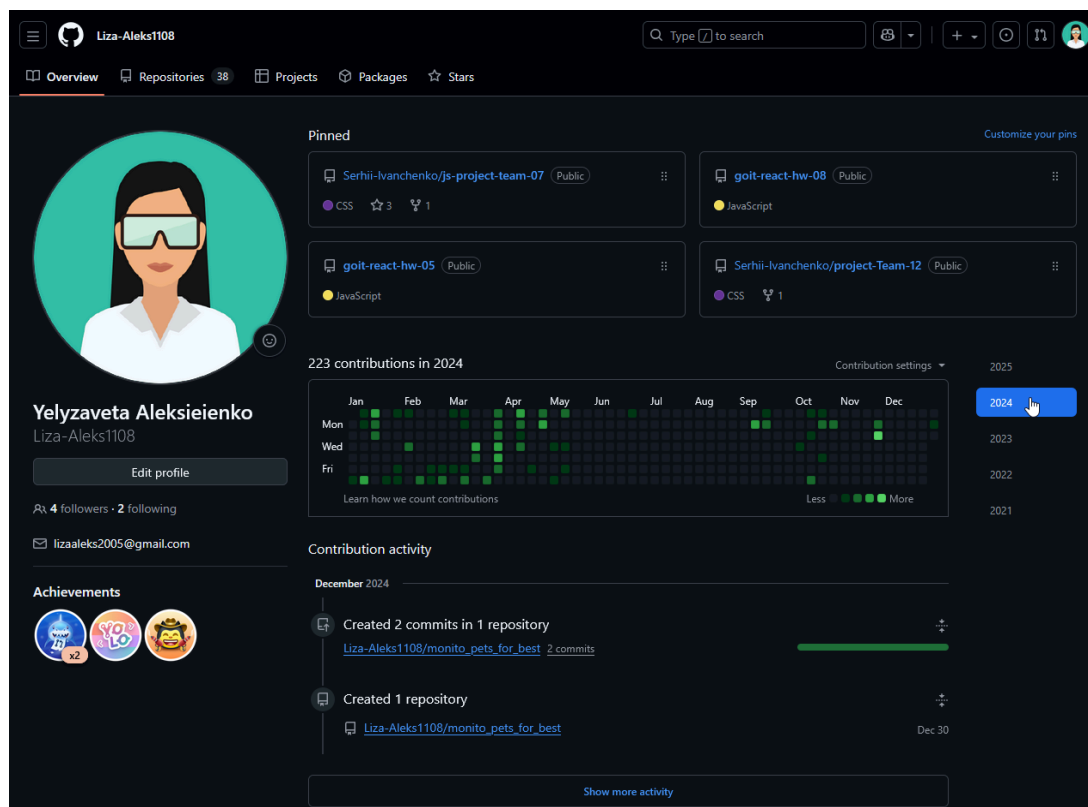 Liza-Aleks1108
Type / to search
Overview Repositories 38 Projects Packages Stars
Pinned
Customize your pins
Serhii-Ivanchenko/js-project-team-07 Public
CSS 3 1
goit-react-hw-08 Public
JavaScript
goit-react-hw-05 Public
JavaScript
Serhii-Ivanchenko/project-Team-12 Public
CSS 1
223 contributions in 2024
Contribution settings
2025
2024
2023
2022
2021
Jan Feb Mar Apr May Jun Jul Aug Sep Oct Nov Dec
Mon
Wed
Fri
Learn how we count contributions
Less More
Yelyzaveta Aleksieienko
Liza-Aleks1108
Edit profile
4 followers · 2 following
lizaaleks2005@gmail.com
Achievements
x2
YOLO
Contribution activity
December 2024
Created 2 commits in 1 repository
Liza-Aleks1108/monito_pets_for_best 2 commits
Created 1 repository
Liza-Aleks1108/monito_pets_for_best
Dec 30
Show more activity